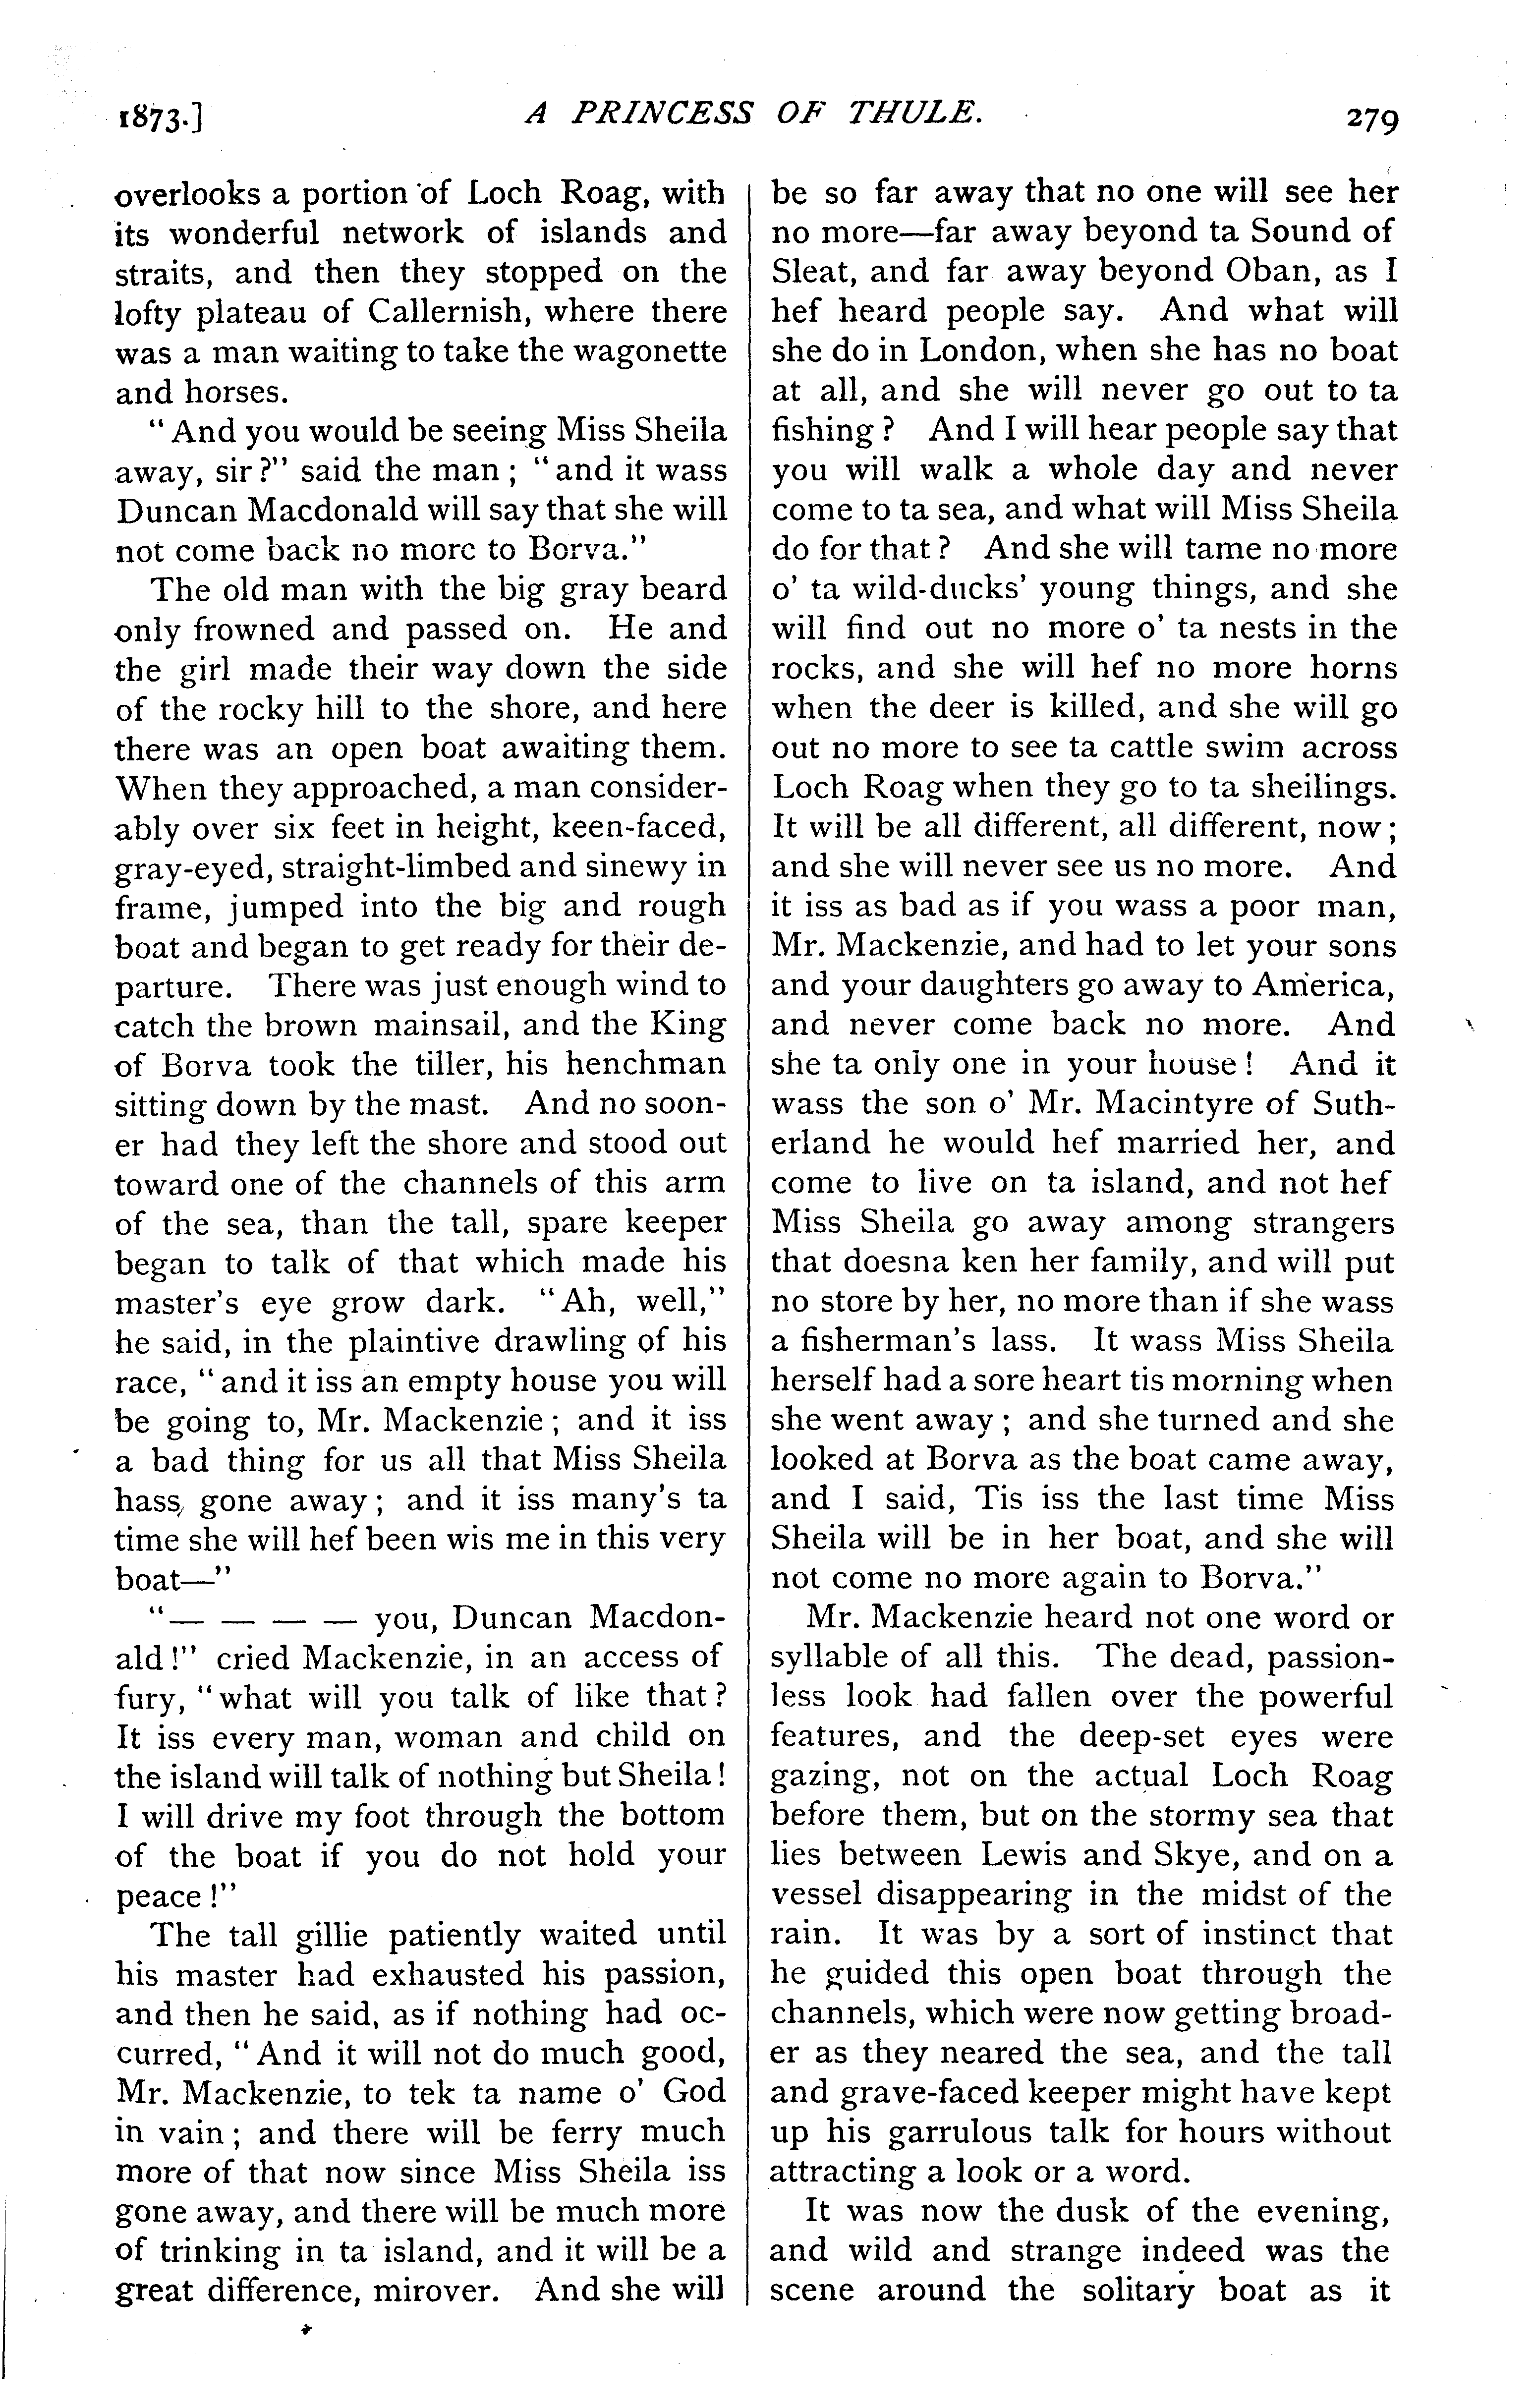 1873.] A PRINCESS OF THULE. 279
overlooks a portion of Loch Roag, with
its wonderful network of islands and
straits, and then they stopped on the
lofty plateau of Callernish, where there
was a man waiting to take the wagonette
and horses.
"And you would be seeing Miss Sheila
away, sir?" said the man; "and it wass
Duncan Macdonald will say that she will
not come back no more to Borva."
The old man with the big gray beard
only frowned and passed on. He and
the girl made their way down the side
of the rocky hill to the shore, and here
there was an open boat awaiting them.
When they approached, a man consider-
ably over six feet in height, keen-faced,
gray-eyed, straight-limbed and sinewy in
frame, jumped into the big and rough
boat and began to get ready for their de-
parture. There was just enough wind to
catch the brown mainsail, and the King
of Borva took the tiller, his henchman
sitting down by the mast. And no soon-
er had they left the shore and stood out
toward one of the channels of this arm
of the sea, than the tall, spare keeper
began to talk of that which made his
master's eye grow dark. "Ah, well,"
he said, in the plaintive drawling of his
race, "and it iss an empty house you will
be going to, Mr. Mackenzie; and it iss
a bad thing for us all that Miss Sheila
hass gone away; and it iss many's ta
time she will hef been wis me in this very
boat—"
"— — — — you, Duncan Macdon-
ald!" cried Mackenzie, in an access of
fury, "what will you talk of like that?
It iss every man, woman and child on
the island will talk of nothing but Sheila!
I will drive my foot through the bottom
of the boat if you do not hold your
peace!"
The tall gillie patiently waited until
his master had exhausted his passion,
and then he said, as if nothing had oc-
curred, "And it will not do much good,
Mr. Mackenzie, to tek ta name o' God
in vain; and there will be ferry much
more of that now since Miss Sheila iss
gone away, and there will be much more
of trinking in ta island, and it will be a
great difference, mirover. And she will
be so far away that no one will see her
no more—far away beyond ta Sound of
Sleat, and far away beyond Oban, as I
hef heard people say. And what will
she do in London, when she has no boat
at all, and she will never go out to ta
fishing? And I will hear people say that
you will walk a whole day and never
come to ta sea, and what will Miss Sheila
do for that? And she will tame no more
o' ta wild-ducks' young things, and she
will find out no more o' ta nests in the
rocks, and she will hef no more horns
when the deer is killed, and she will go
out no more to see ta cattle swim across
Loch Roag when they go to ta sheilings.
It will be all different, all different, now;
and she will never see us no more. And
it iss as bad as if you wass a poor man,
Mr. Mackenzie, and had to let your sons
and your daughters go away to America,
and never come back no more. And
she ta only one in your house! And it
wass the son o' Mr. Macintyre of Suth-
erland he would hef married her, and
come to live on ta island, and not hef
Miss Sheila go away among strangers
that doesna ken her family, and will put
no store by her, no more than if she wass
a fisherman's lass. It wass Miss Sheila
herself had a sore heart tis morning when
she went away; and she turned and she
looked at Borva as the boat came away,
and I said, Tis iss the last time Miss
Sheila will be in her boat, and she will
not come no more again to Borva."
Mr. Mackenzie heard not one word or
syllable of all this. The dead, passion-
less look had fallen over the powerful
features, and the deep-set eyes were
gazing, not on the actual Loch Roag
before them, but on the stormy sea that
lies between Lewis and Skye, and on a
vessel disappearing in the midst of the
rain. It was by a sort of instinct that
he guided this open boat through the
channels, which were now getting broad-
er as they neared the sea, and the tall
and grave-faced keeper might have kept
up his garrulous talk for hours without
attracting a look or a word.
It was now the dusk of the evening,
and wild and strange indeed was the
scene around the solitary boat as it